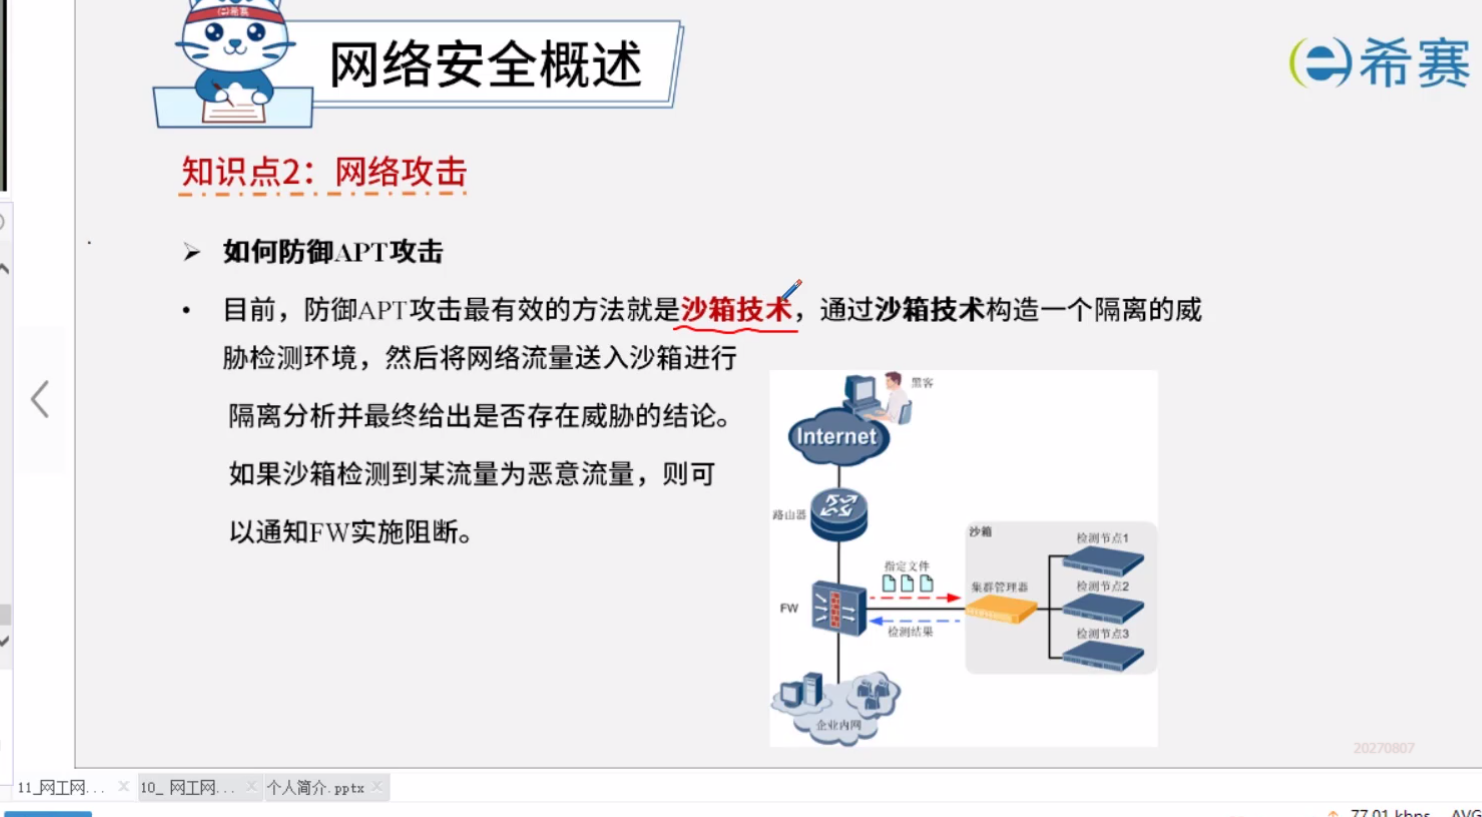 网络安全概述
希赛
知识点2：网络攻击
如何防御APT攻击
目前，防御APT攻击最有效的方法就是沙箱技术，通过沙箱技术构造一个隔离的威
胁检测环境，然后将网络流量送入沙箱进行
隔离分析并最终给出是否存在威胁的结论。
如果沙箱检测到某流量为恶意流量，则可
以通知FW实施阻断。
黑客
Internet
路由器
沙箱
检测节点1
指定文件
集群管理器
检测节点2
FW
检测结果
检测节点3
企业内网
20270807
11_网工网...
10_ 网工网...
个人简介.pptx
77.01 kbps
AVG